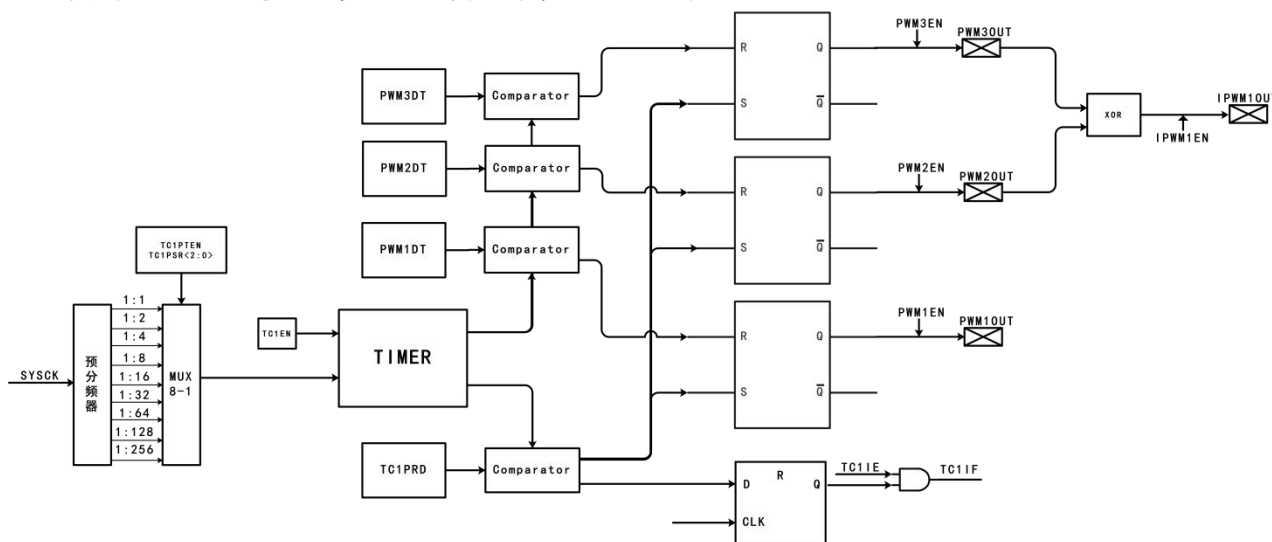 PWM3EN
PWM3OUT
R
Q
PWM3DT
Comparator
S
Q
XOR
IPWM1OUT
IPWM1EN
PWM2DT
Comparator
PWM2EN
PWM2OUT
R
Q
PWM1DT
Comparator
S
Q
TC1PTEN
TC1PSR<2:0>
1:1
1:2
1:4
1:8
1:16
1:32
1:64
1:128
1:256
SYSCK
预分频器
MUX
8-1
TC1EN
TIMER
PWM1EN
PWM1OUT
R
Q
S
Q
TC1PRD
Comparator
R
D
Q
CLK
TC1IE
TC1IF